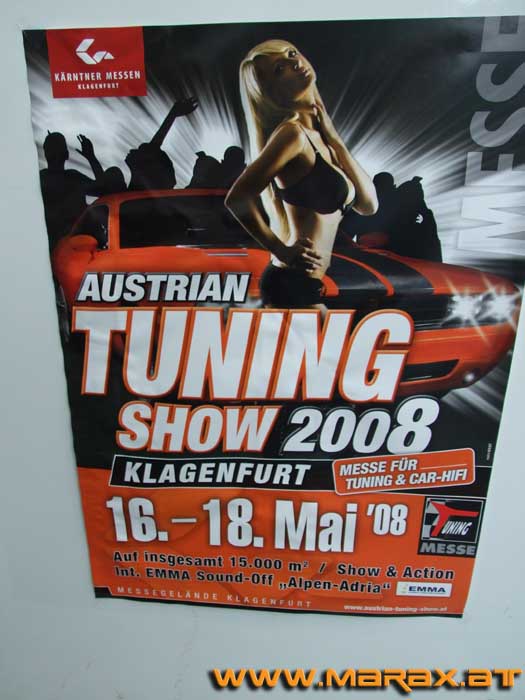 KÄRNTNER MESSEN
KLAGENFURT
MESSE
AUSTRIAN
TUNING
SHOW 2008
KLAGENFURT
MESSE FÜR
TUNING & CAR-HIFI
16.–18. Mai '08
TUNING
MESSE
Auf insgesamt 15.000 m² / Show & Action
Int. EMMA Sound-Off „Alpen-Adria"
EMMA
MESSEGELÄNDE KLAGENFURT
www.austrian-tuning-show.at
WWW.MARAX.AT